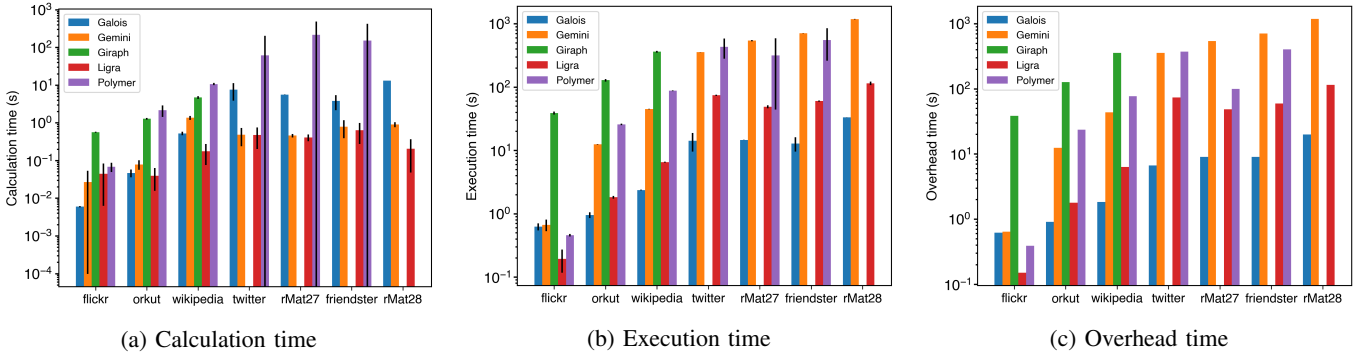 Calculation time (s)
10³
10²
10¹
10⁰
10⁻¹
10⁻²
10⁻³
10⁻⁴
Galois
Gemini
Giraph
Ligra
Polymer
flickr orkut wikipedia twitter rMat27 friendster rMat28
(a) Calculation time
Execution time (s)
10³
10²
10¹
10⁰
10⁻¹
Galois
Gemini
Giraph
Ligra
Polymer
flickr orkut wikipedia twitter rMat27 friendster rMat28
(b) Execution time
Overhead time (s)
10³
10²
10¹
10⁰
10⁻¹
Galois
Gemini
Giraph
Ligra
Polymer
flickr orkut wikipedia twitter rMat27 friendster rMat28
(c) Overhead time